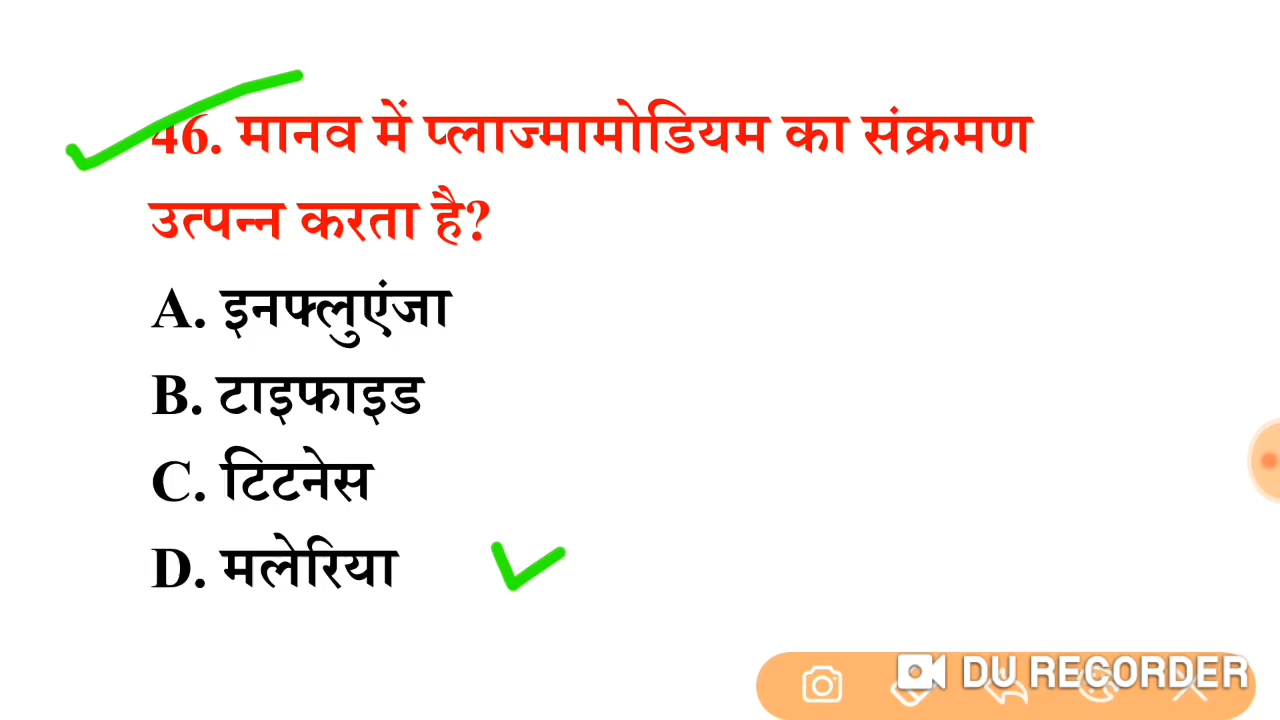 46. मानव में प्लाज्मामोडियम का संक्रमण
उत्पन्न करता है?
A. इनफ्लुएंजा
B. टाइफाइड
C. टिटनेस
D. मलेरिया
DU RECORDER